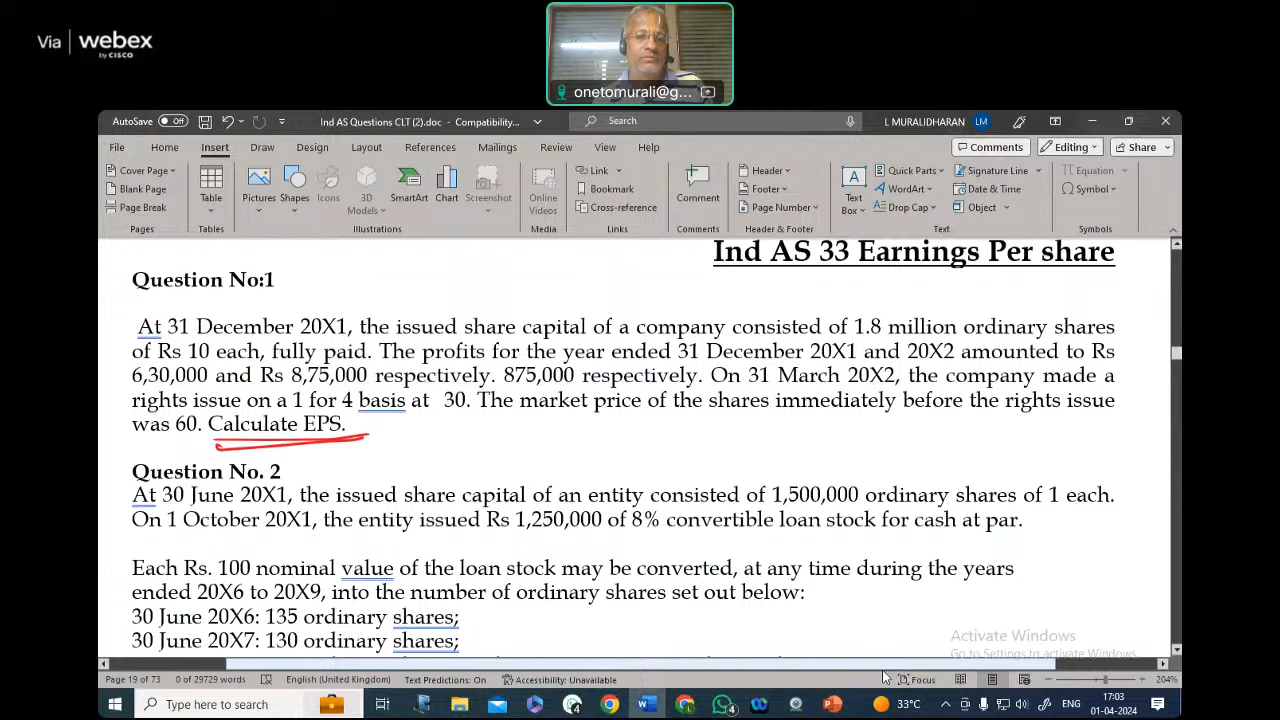 Via webex
by CISCO
onetomurali@g...
AutoSave Off Ind AS Questions CLT (2).doc - Compatibility... Search L MURALIDHARAN LM
File Home Insert Draw Design Layout References Mailings Review View Help Comments Editing Share
Cover Page
Blank Page
Page Break
Table
Pictures Shapes Icons 3D Models SmartArt Chart Screenshot
Online Videos
Link
Bookmark
Cross-reference
Comment
Header
Footer
Page Number
Text Box
Quick Parts
WordArt
Drop Cap
Signature Line
Date & Time
Object
Equation
Symbol
Pages Tables Illustrations Media Links Comments Header & Footer Text Symbols
Ind AS 33 Earnings Per share
Question No:1
At 31 December 20X1, the issued share capital of a company consisted of 1.8 million ordinary shares
of Rs 10 each, fully paid. The profits for the year ended 31 December 20X1 and 20X2 amounted to Rs
6,30,000 and Rs 8,75,000 respectively. 875,000 respectively. On 31 March 20X2, the company made a
rights issue on a 1 for 4 basis at 30. The market price of the shares immediately before the rights issue
was 60. Calculate EPS.
Question No. 2
At 30 June 20X1, the issued share capital of an entity consisted of 1,500,000 ordinary shares of 1 each.
On 1 October 20X1, the entity issued Rs 1,250,000 of 8% convertible loan stock for cash at par.
Each Rs. 100 nominal value of the loan stock may be converted, at any time during the years
ended 20X6 to 20X9, into the number of ordinary shares set out below:
30 June 20X6: 135 ordinary shares;
30 June 20X7: 130 ordinary shares;
Activate Windows
Go to Settings to activate Windows.
Page 19 of 73 0 of 29729 words English (United Kingdom) Text Predictions: On Accessibility: Unavailable Focus 204%
Type here to search 33°C ENG 17:03
01-04-2024